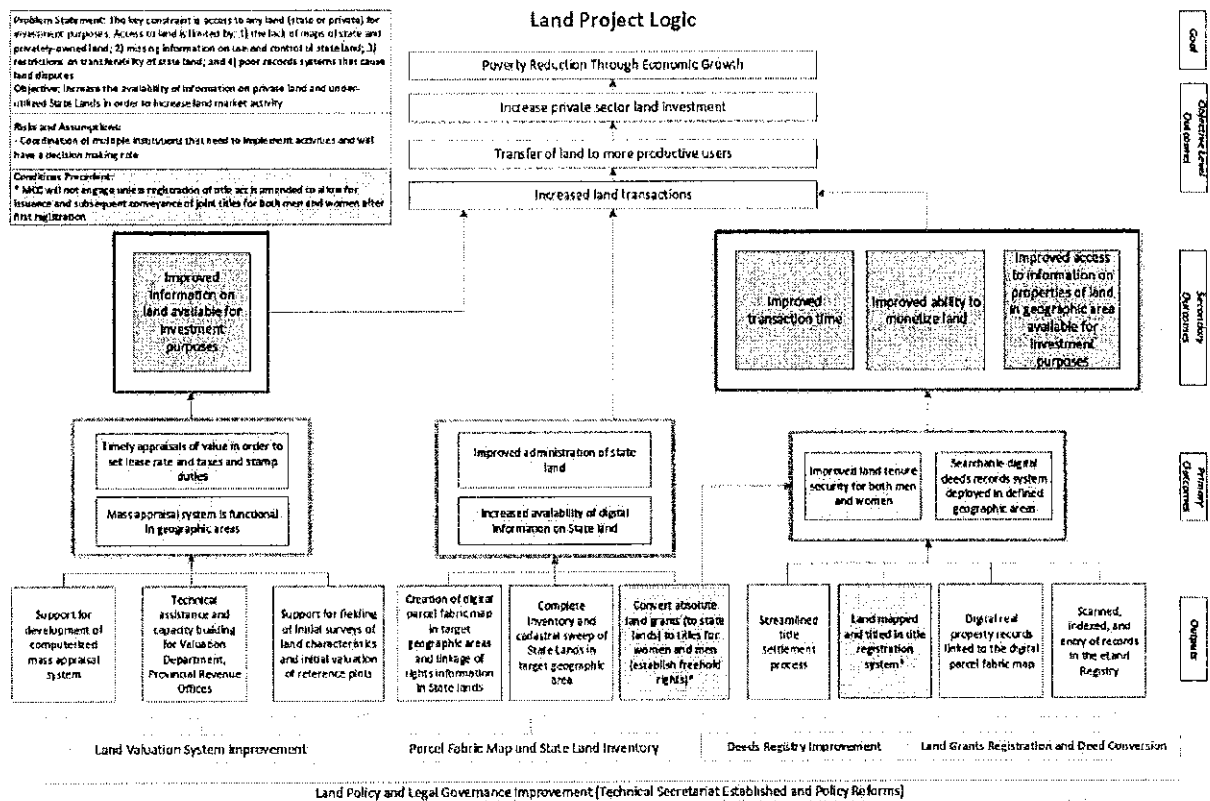 Land Project Logic
Problem Statement: The key constraint is access to any land (state or private) for
investment purposes. Access to land is limited by: 1) the lack of maps of state and
privately-owned land; 2) missing information on use and control of state land; 3)
restrictions on transferability of state land; and 4) poor records systems that cause
land disputes
Objective: Increase the availability of information on private land and under-
utilized State Lands in order to increase land market activity
Risks and Assumptions:
- Coordination of multiple institutions that need to implement activities and will
have a decision making role
Conditions Precedent:
* MCC will not engage unless registration of title act is amended to allow for
issuance and subsequent conveyance of joint titles for both men and women after
first registration
Goal
Poverty Reduction Through Economic Growth
Objective Level
Outcomes
Increase private sector land investment
Transfer of land to more productive users
Increased land transactions
Secondary
Outcomes
Improved
information on
land available for
investment
purposes
Improved
transaction time
Improved ability to
monetize land
Improved access
to information on
properties of land
in geographic area
available for
investment
purposes
Primary
Outcomes
Timely appraisals of value in order to
set lease rate and taxes and stamp
duties
Mass appraisal system is functional
in geographic areas
Improved administration of state
land
Increased availability of digital
information on State land
Improved land tenure
security for both men
and women
Searchable digital
deeds records system
deployed in defined
geographic areas
Outputs
Support for
development of
computerized mass
appraisal system
Technical
assistance and
capacity building
for Valuation
Department,
Provincial Revenue
Offices
Support for fielding
of initial surveys of
land characteristics
and initial valuation
of reference plots
Creation of digital
parcel fabric map
in target
geographic areas
and linkage of
rights information
in State lands
Complete
inventory and
cadastral sweep of
State Lands in
target geographic
area
Convert absolute
land grants (to state
lands) to titles for
women and men
(establish freehold
rights)*
Streamlined
title
settlement
process
Land mapped
and titled in title
registration
system*
Digital real
property records
linked to the digital
parcel fabric map
Scanned,
indexed, and
entry of records
in the eLand
Registry
Land Valuation System Improvement
Parcel Fabric Map and State Land Inventory
Deeds Registry Improvement
Land Grants Registration and Deed Conversion
Land Policy and Legal Governance Improvement (Technical Secretariat Established and Policy Reforms)